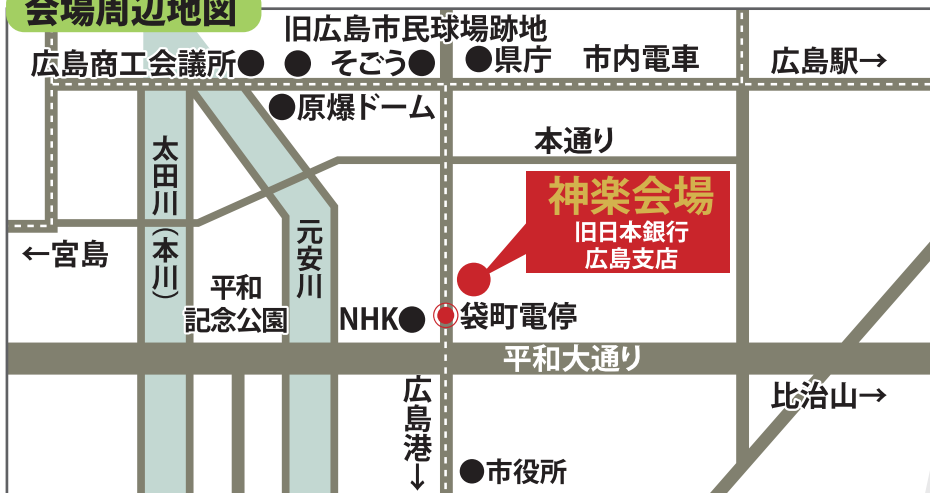 会場周辺地図
旧広島市民球場跡地
広島商工会議所
そごう
県庁
市内電車
広島駅→
原爆ドーム
本通り
太田川（本川）
神楽会場
旧日本銀行
広島支店
元安川
←宮島
平和
記念公園
NHK
袋町電停
平和大通り
広島港→
比治山→
市役所